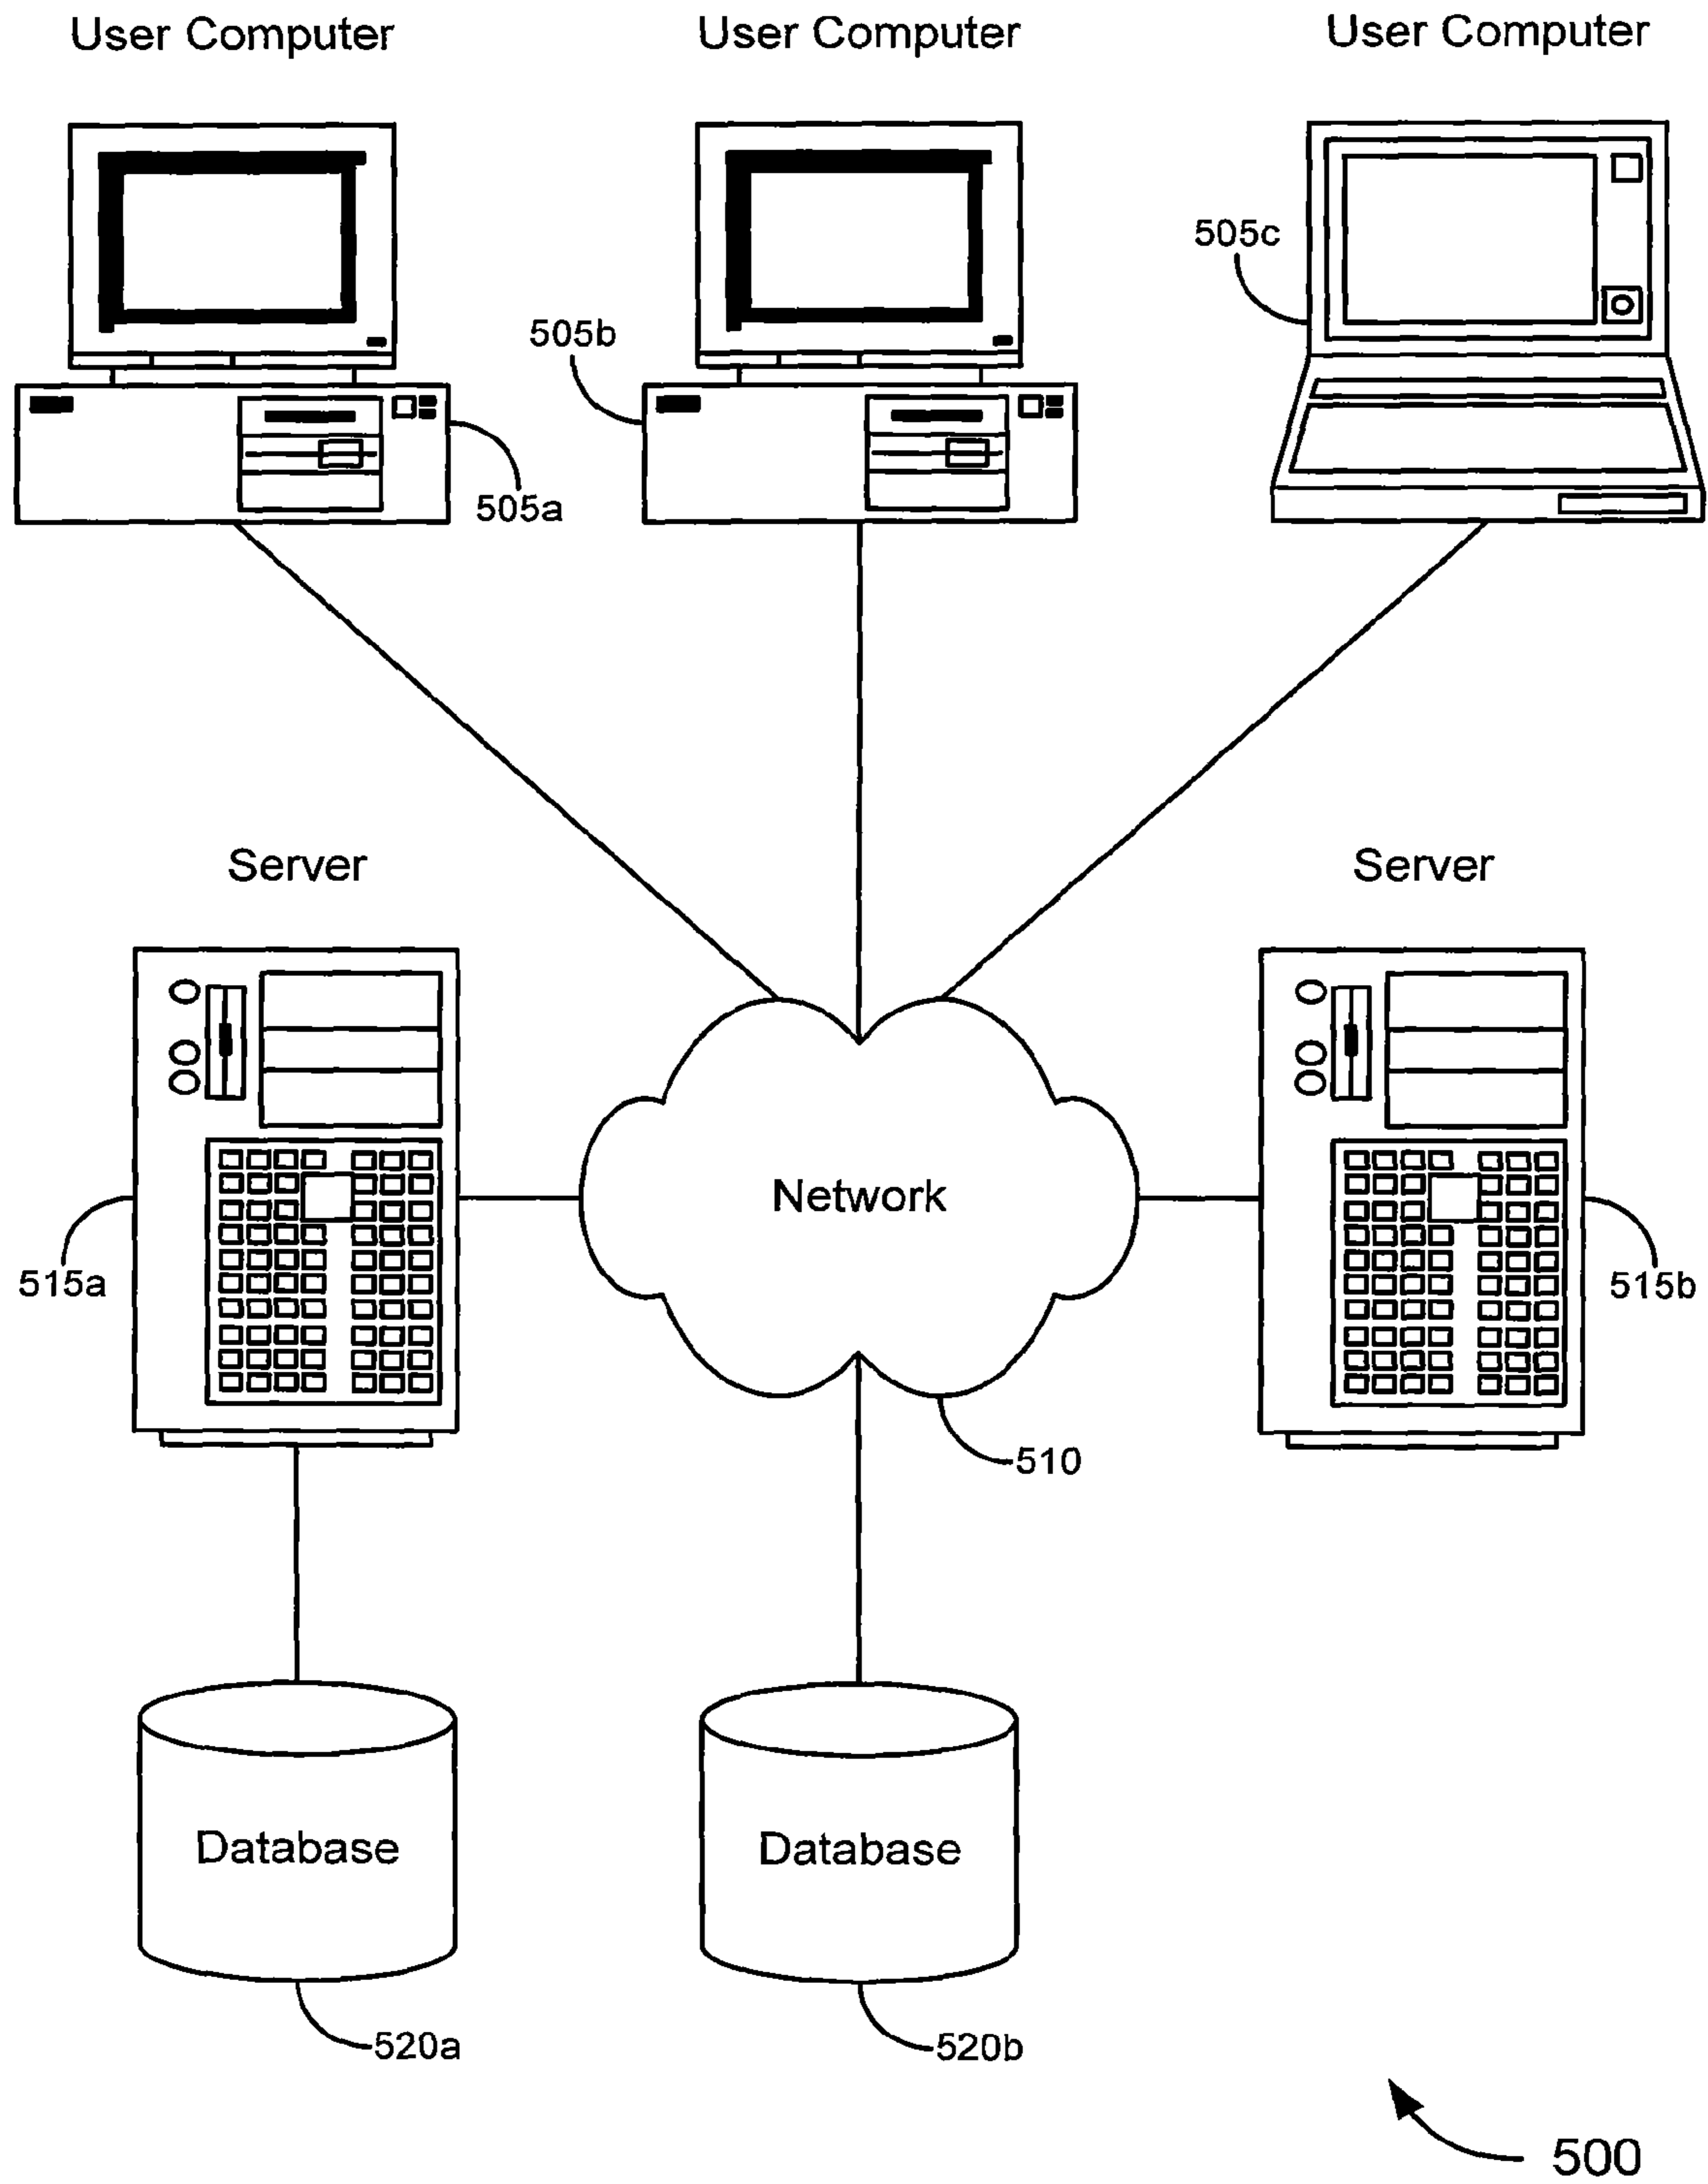 User Computer
User Computer
User Computer
505c
505b
505a
Server
Server
Network
515a
515b
510
Database
Database
520a
520b
500